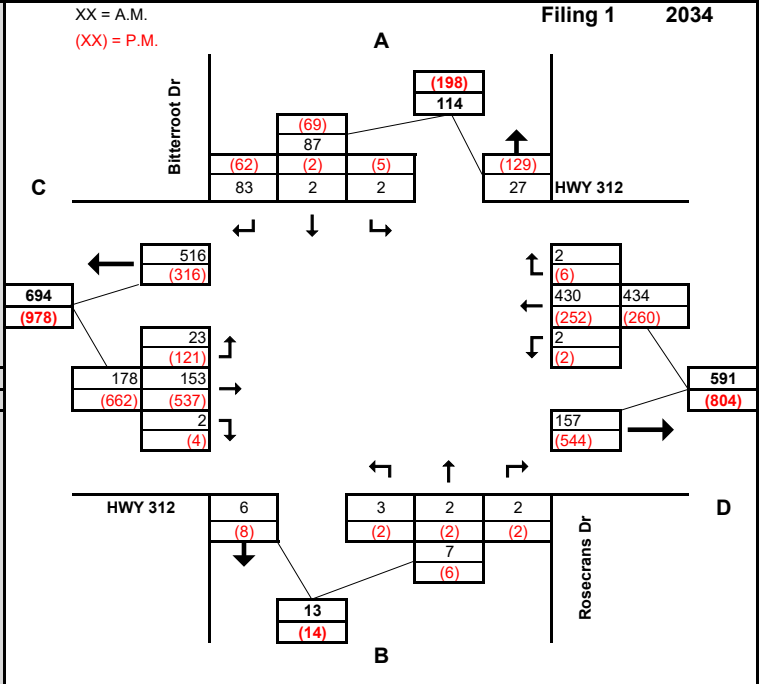 XX = A.M. Filing 1 2034
(XX) = P.M.
A
Bitterroot Dr
(198)
114
(69)
87
(62) (2) (5) (129)
83 2 2 27
C HWY 312
516
(316)
2
(6)
694
(978)
430 434
(252) (260)
2
(2)
23
(121)
178 153
(662) (537)
2
(4)
591
(804)
157
(544)
HWY 312 D
6 3 2 2
(8) (2) (2) (2)
7
(6)
Rosecrans Dr
13
(14)
B